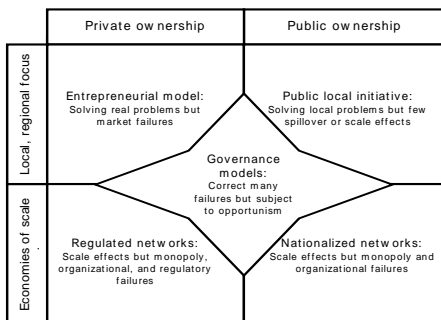 Private ownership
Public ownership
Local, regional focus
Entrepreneurial model:
Solving real problems but
market failures
Public local initiative:
Solving local problems but few
spillover or scale effects
Governance
models:
Correct many
failures but subject
to opportunism
Economies of scale
.
Regulated networks:
Scale effects but monopoly,
organizational, and regulatory
failures
Nationalized networks:
Scale effects but monopoly and
organizational failures